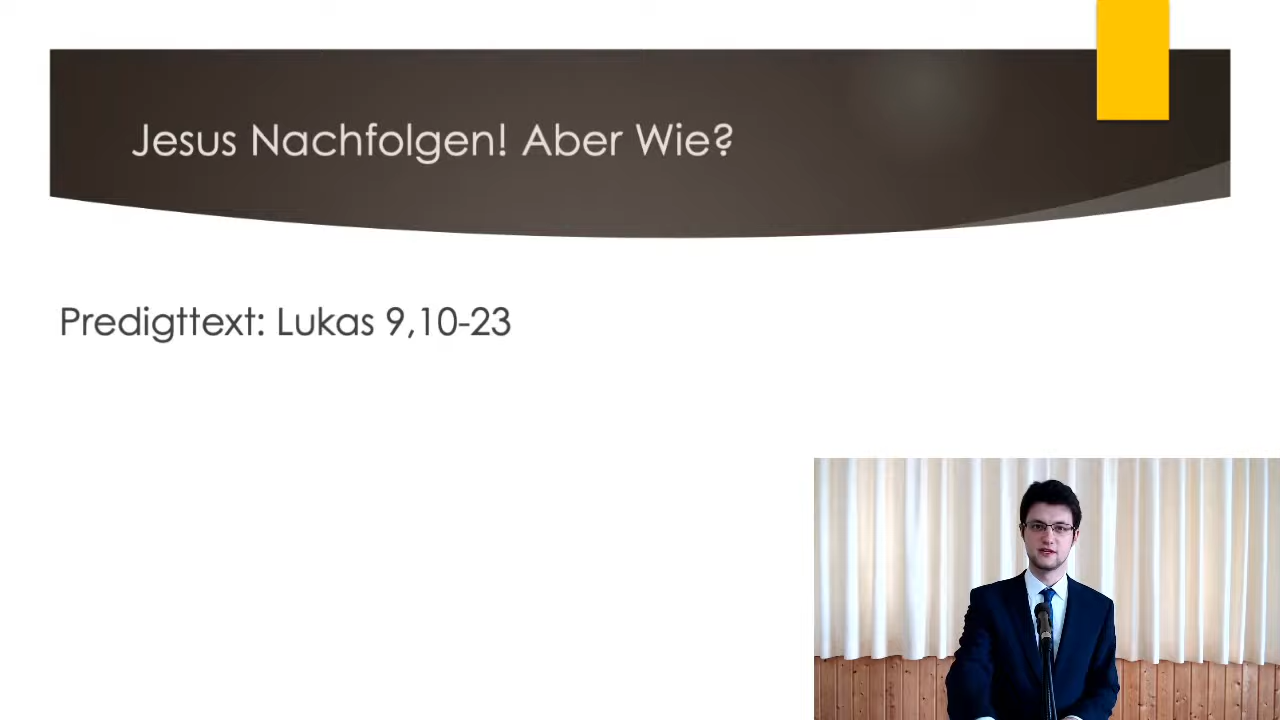 Jesus Nachfolgen! Aber Wie?
Predigttext: Lukas 9,10-23